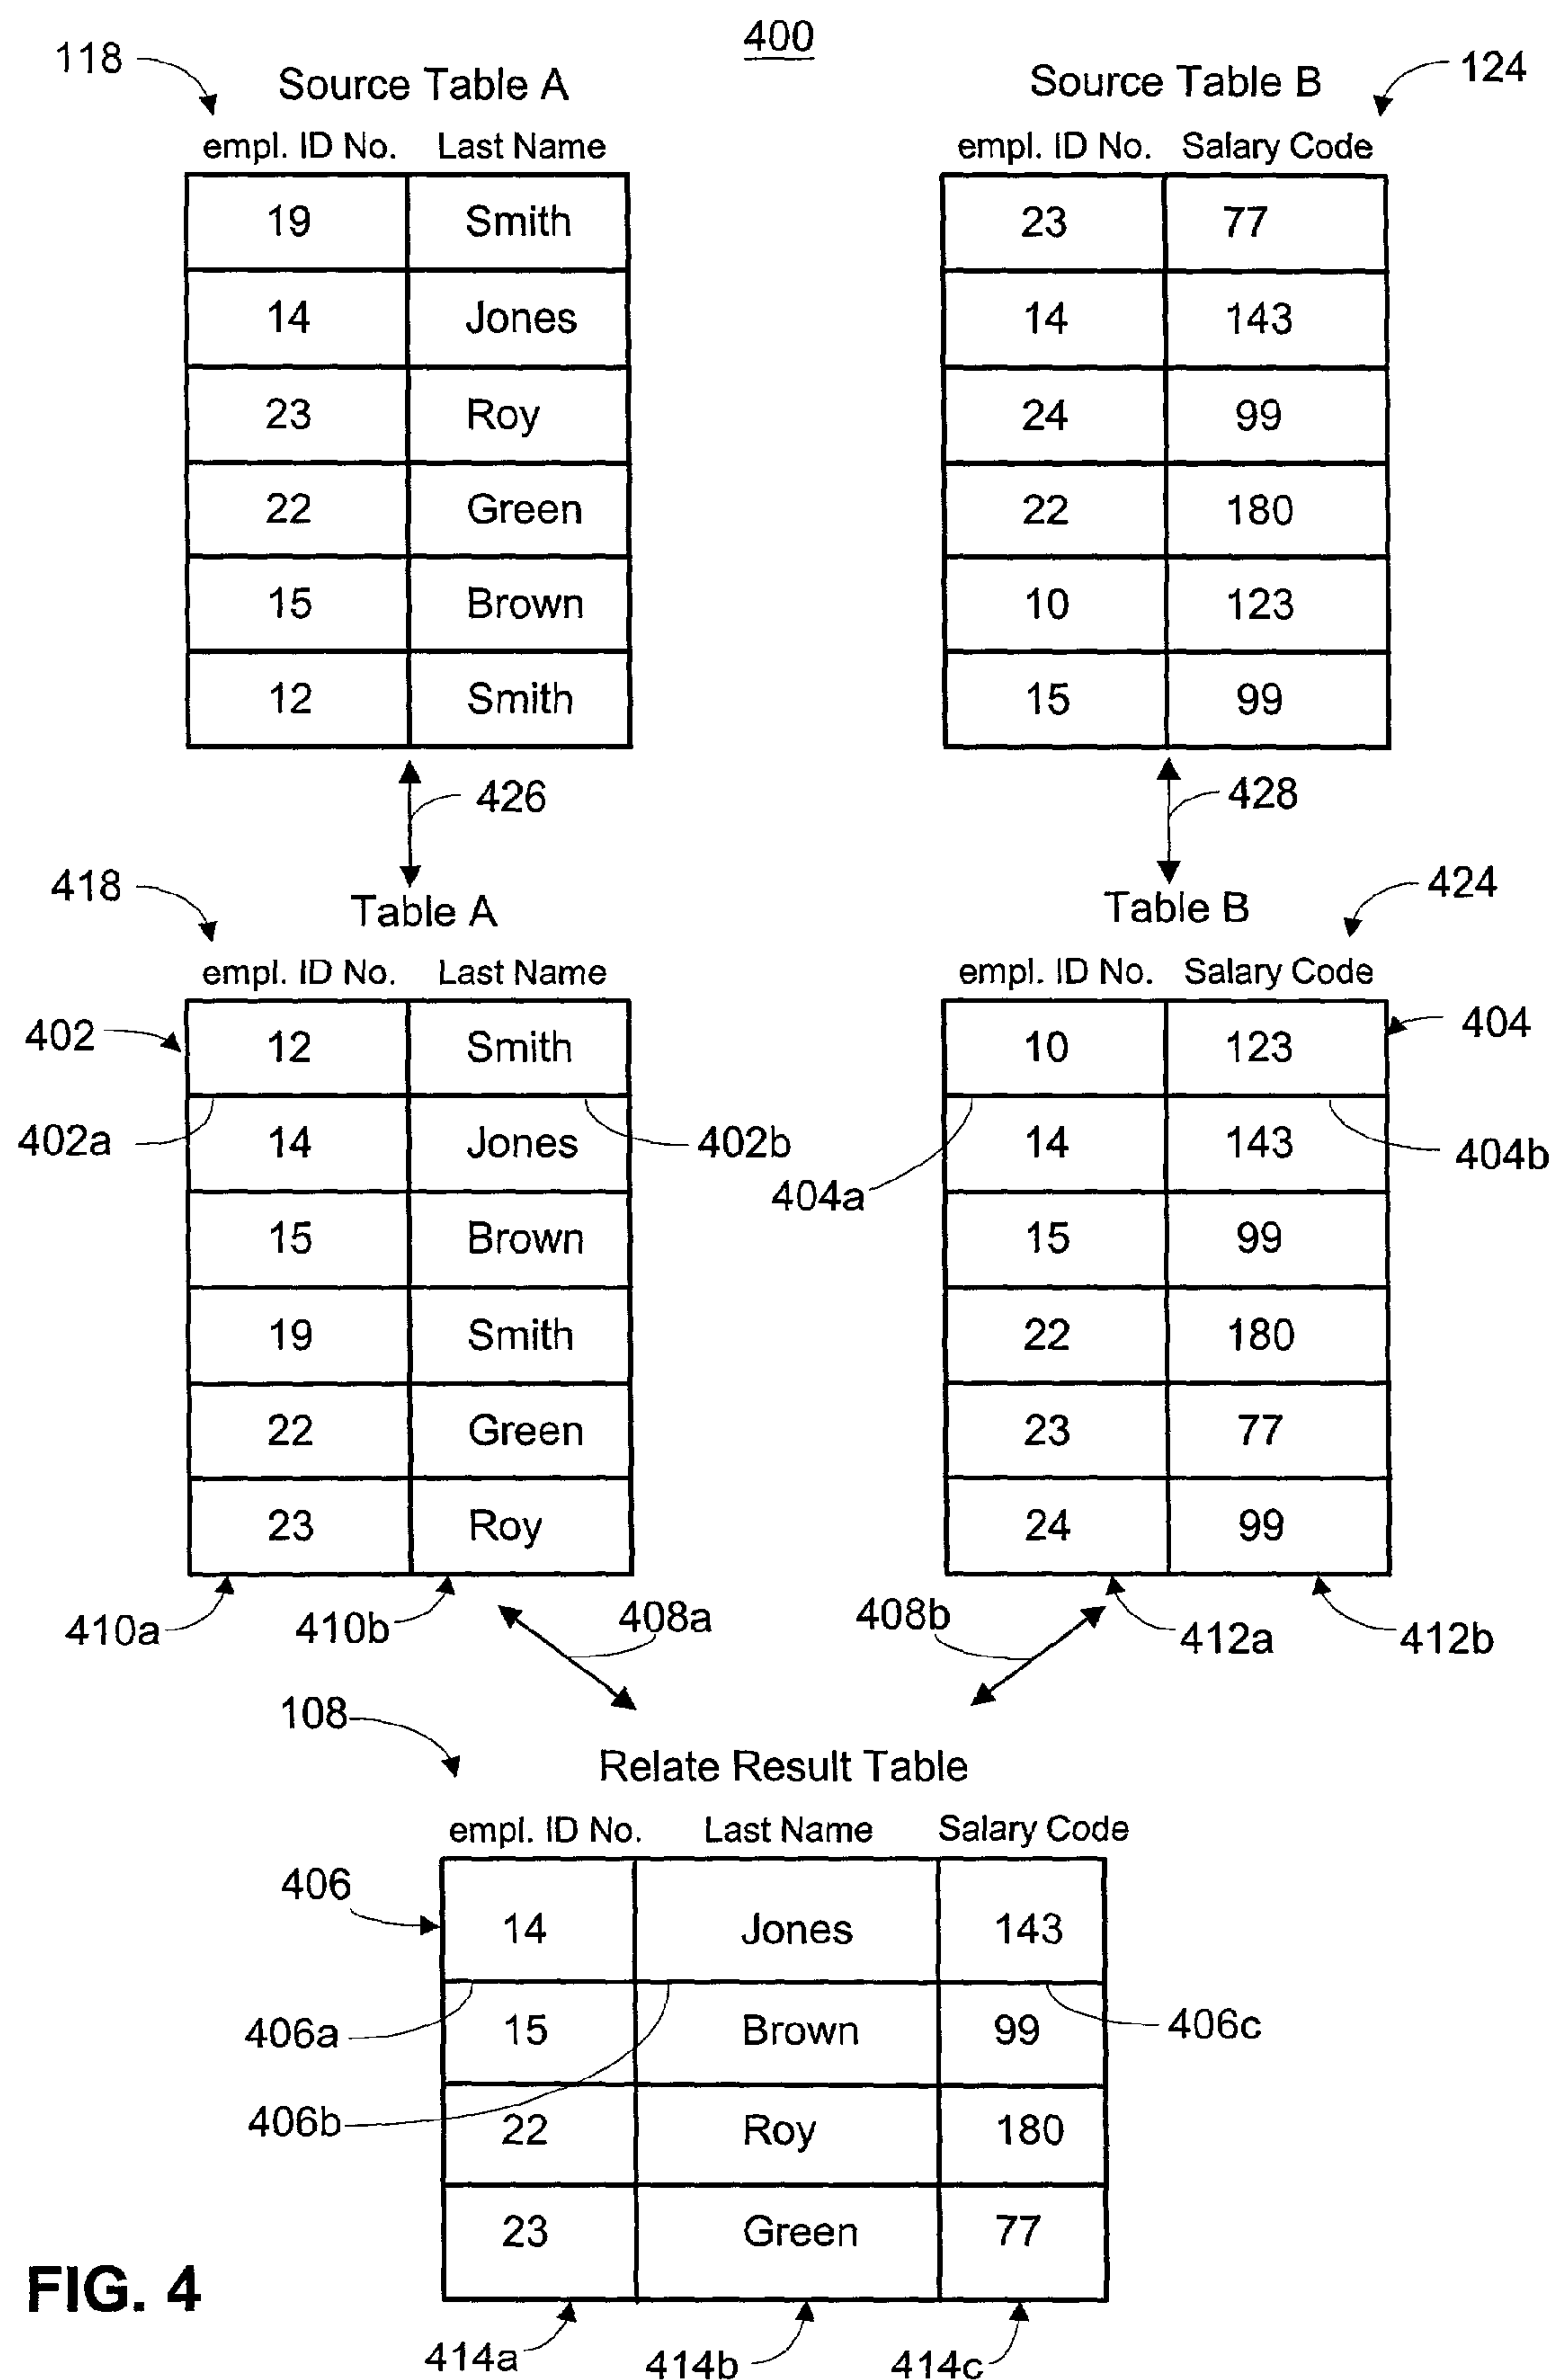 400
118
Source Table A
empl. ID No. Last Name
19 Smith
14 Jones
23 Roy
22 Green
15 Brown
12 Smith
426
Source Table B
124
empl. ID No. Salary Code
23 77
14 143
24 99
22 180
10 123
15 99
428
418
Table A
empl. ID No. Last Name
402
12 Smith
402a
14 Jones
402b
15 Brown
19 Smith
22 Green
23 Roy
410a
410b
408a
Table B
424
empl. ID No. Salary Code
10 123
404
14 143
404a
404b
15 99
22 180
23 77
24 99
408b
412a
412b
108
Relate Result Table
empl. ID No. Last Name Salary Code
406
14 Jones 143
406a
15 Brown 99
406c
406b
22 Roy 180
23 Green 77
414a
414b
414c
FIG. 4